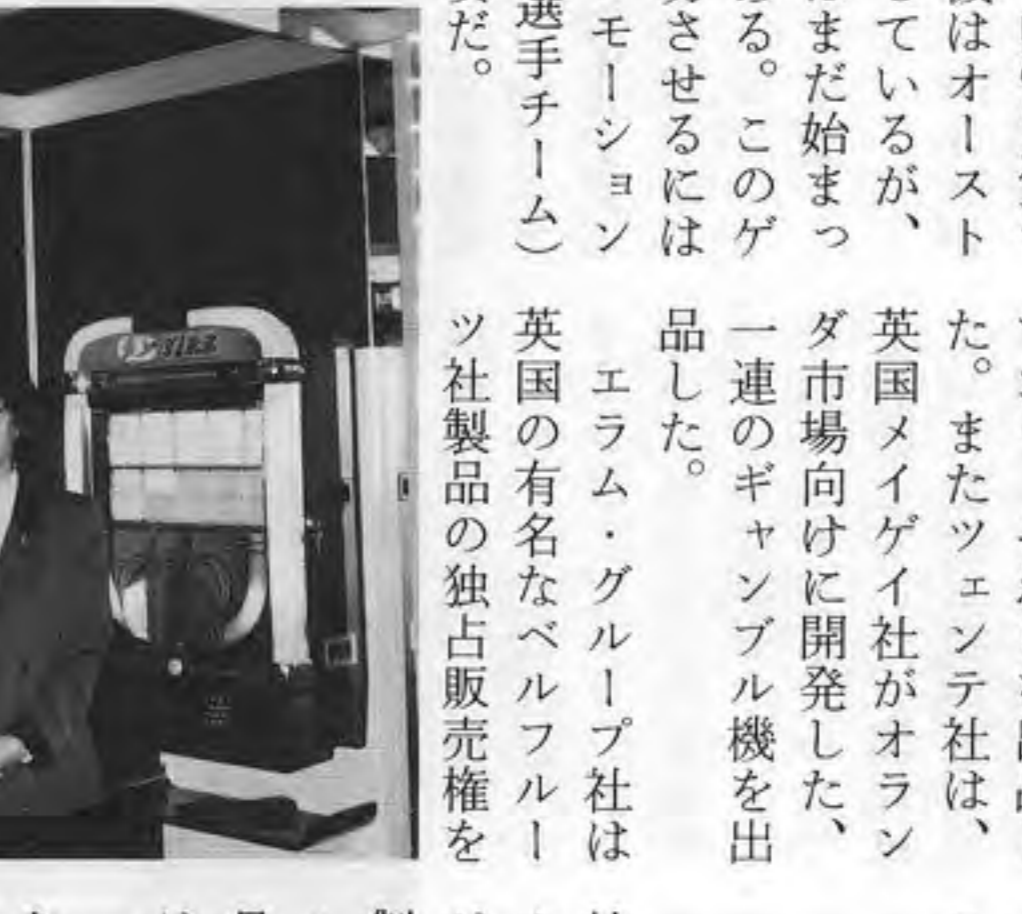 はオースト
ているが、
まだ始まっ
る。このゲ
させるには
モーション
選手チーム)
だ。
た。またツェンテ社は、
英国メイゲイ社がオラン
ダ市場向けに開発した、
一連のギャンブル機を出
品した。
エラム・グループ社は
英国の有名なベルフルー
ツ社製品の独占販売権を